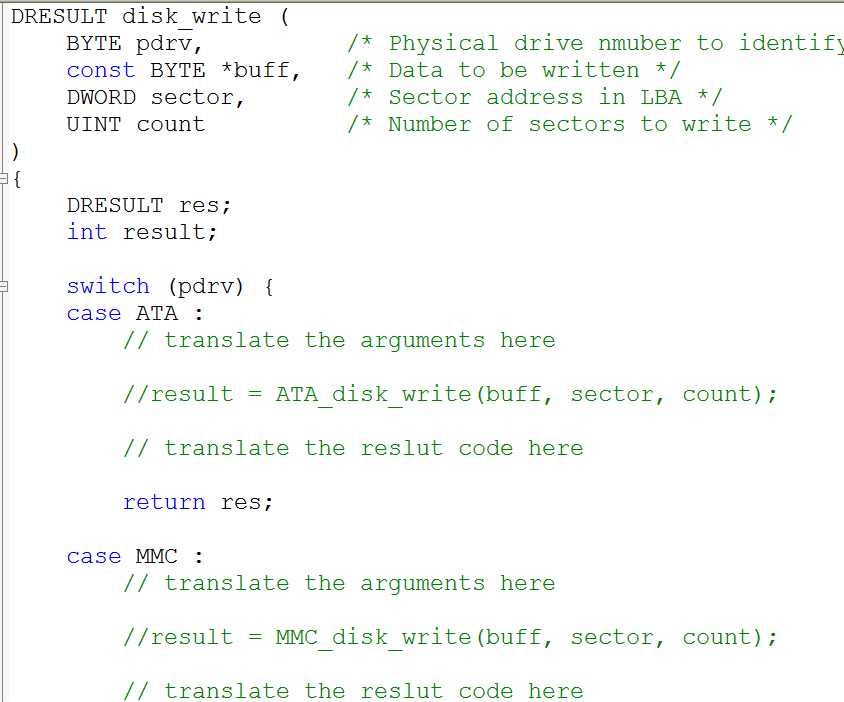 DRESULT disk_write (
    BYTE pdrv,          /* Physical drive nmuber to identify
    const BYTE *buff,   /* Data to be written */
    DWORD sector,       /* Sector address in LBA */
    UINT count          /* Number of sectors to write */
)
{
    DRESULT res;
    int result;
    switch (pdrv) {
    case ATA :
        // translate the arguments here
        //result = ATA_disk_write(buff, sector, count);
        // translate the reslut code here
        return res;
    case MMC :
        // translate the arguments here
        //result = MMC_disk_write(buff, sector, count);
        // translate the reslut code here